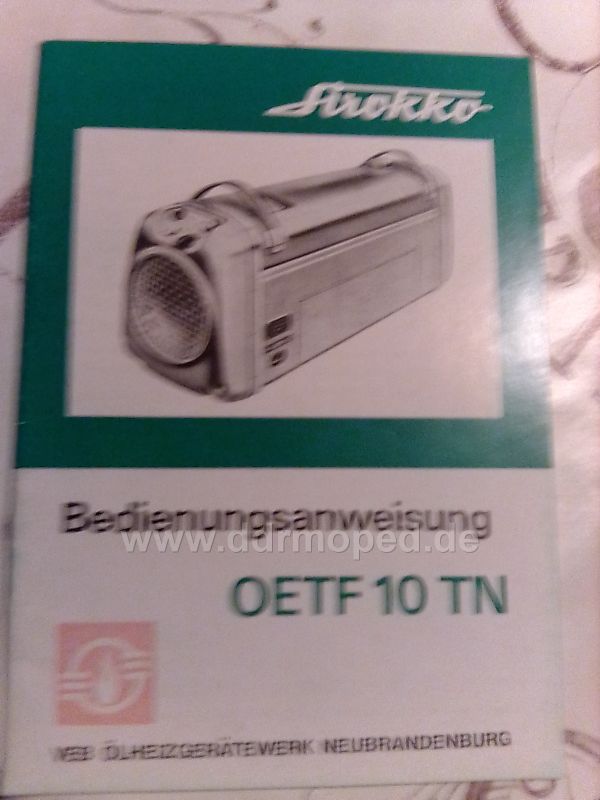 Sirokko
Bedienungsanweisung
www.ddrmoped.de
OETF 10 TN
VEB ÖLHEIZGERÄTEWERK NEUBRANDENBURG